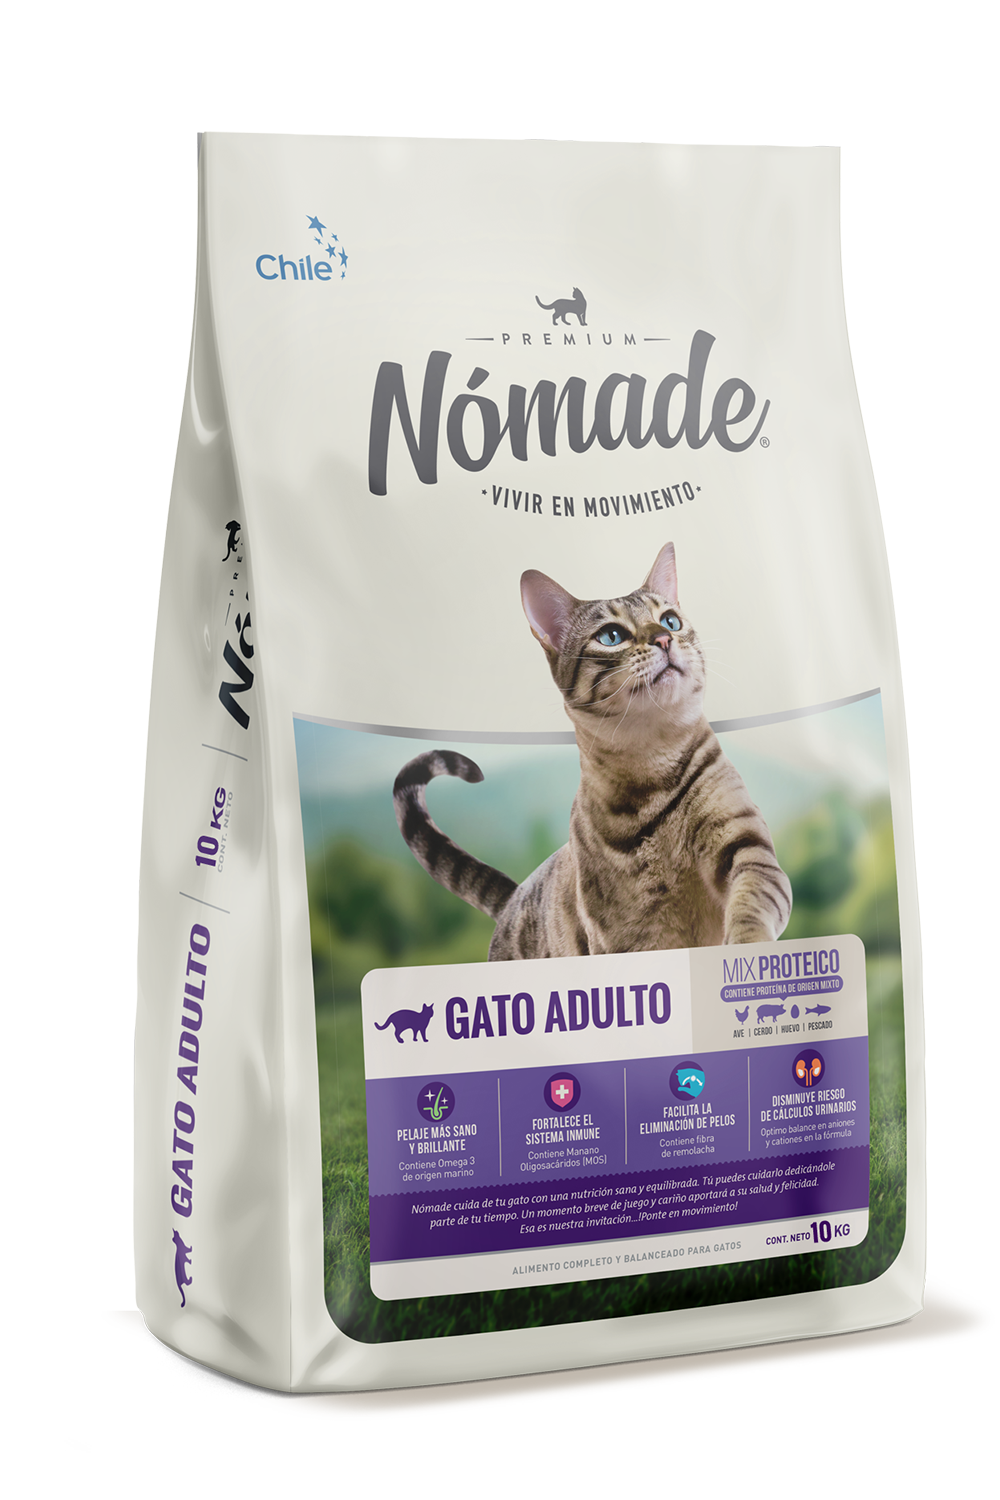 Chile
PREMIUM
Nómade®
VIVIR EN MOVIMIENTO
GATO ADULTO
MIXPROTEICO
CONTIENE PROTEÍNA DE ORIGEN MIXTO
AVE | CERDO | HUEVO | PESCADO
PELAJE MÁS SANO
Y BRILLANTE
Contiene Omega 3
de origen marino
FORTALECE EL
SISTEMA INMUNE
Contiene Manano
Oligosacáridos (MOS)
FACILITA LA
ELIMINACIÓN DE PELOS
Contiene fibra
de remolacha
DISMINUYE RIESGO
DE CÁLCULOS URINARIOS
Optimo balance en aniones
y cationes en la fórmula
Nómade cuida de tu gato con una nutrición sana y equilibrada. Tú puedes cuidarlo dedicándole
parte de tu tiempo. Un momento breve de juego y cariño aportará a su salud y felicidad.
Esa es nuestra invitación...!Ponte en movimiento!
ALIMENTO COMPLETO Y BALANCEADO PARA GATOS
CONT. NETO 10 KG
GATO ADULTO
10 KG
CONT. NETO